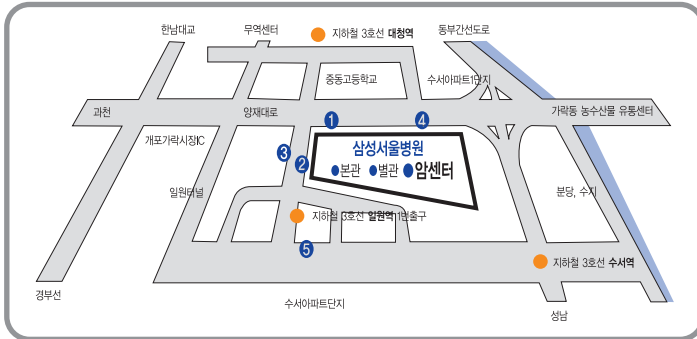 한남대교
무역센터
지하철 3호선 대청역
동부간선도로
중동고등학교
수서아파트1단지
과천
양재대로
1
4
가락동 농수산물 유통센터
개포가락시장IC
3
2
삼성서울병원
본관
별관
암센터
일원터널
분당, 수지
지하철 3호선 일원역 1번출구
5
지하철 3호선 수서역
경부선
수서아파트단지
성남